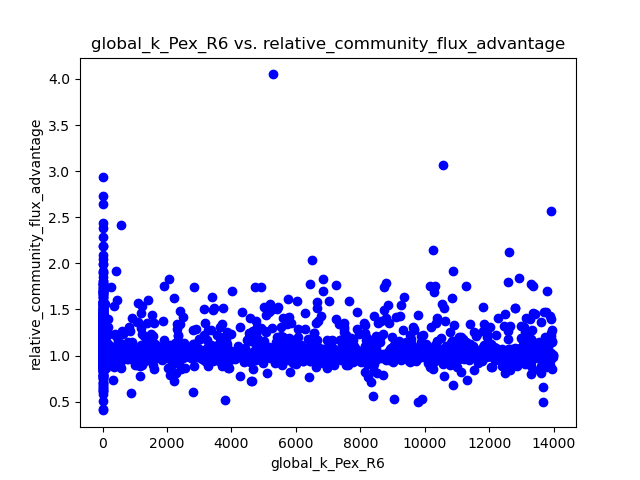 global_k_Pex_R6 vs. relative_community_flux_advantage
relative_community_flux_advantage
4.0
3.5
3.0
2.5
2.0
1.5
1.0
0.5
0 2000 4000 6000 8000 10000 12000 14000
global_k_Pex_R6